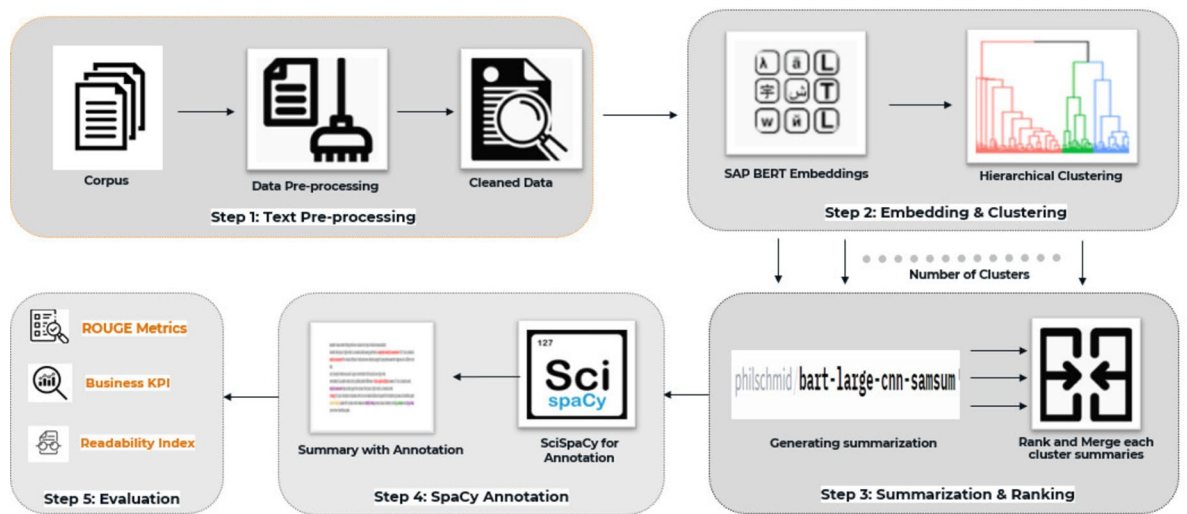 Corpus
Data Pre-processing
Cleaned Data
Step 1: Text Pre-processing
λ ä L
字 ش T
w й L
SAP BERT Embeddings
Hierarchical Clustering
Step 2: Embedding & Clustering
Number of Clusters
philschmid/bart-large-cnn-samsum
Generating summarization
Rank and Merge each
cluster summaries
Step 3: Summarization & Ranking
127
Sci
spaCy
SciSpaCy for
Annotation
Summary with Annotation
Step 4: SpaCy Annotation
ROUGE Metrics
Business KPI
Readability Index
Step 5: Evaluation